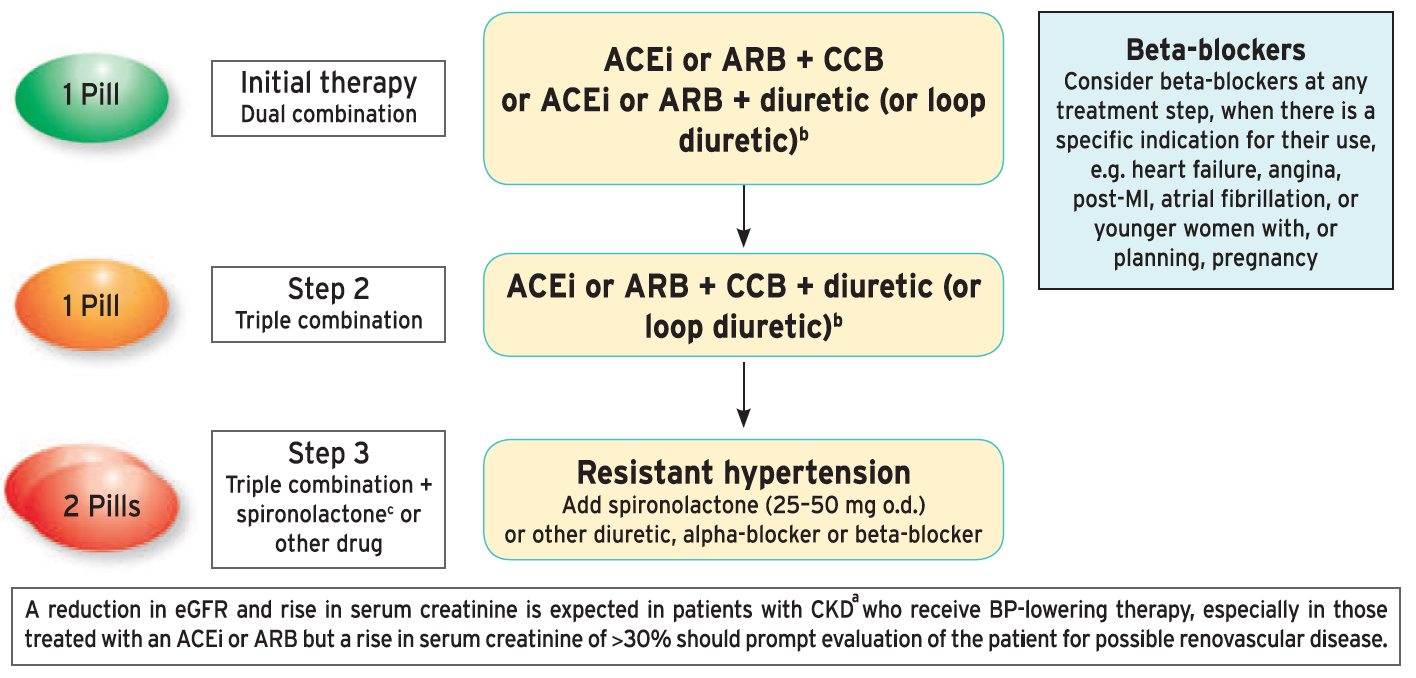 1 Pill
Initial therapy
Dual combination
ACEi or ARB + CCB
or ACEi or ARB + diuretic (or loop
diuretic)ᵇ
Beta-blockers
Consider beta-blockers at any
treatment step, when there is a
specific indication for their use,
e.g. heart failure, angina,
post-MI, atrial fibrillation, or
younger women with, or
planning, pregnancy
1 Pill
Step 2
Triple combination
ACEi or ARB + CCB + diuretic (or
loop diuretic)ᵇ
2 Pills
Step 3
Triple combination +
spironolactoneᶜ or
other drug
Resistant hypertension
Add spironolactone (25–50 mg o.d.)
or other diuretic, alpha-blocker or beta-blocker
A reduction in eGFR and rise in serum creatinine is expected in patients with CKDᵃ who receive BP-lowering therapy, especially in those
treated with an ACEi or ARB but a rise in serum creatinine of >30% should prompt evaluation of the patient for possible renovascular disease.